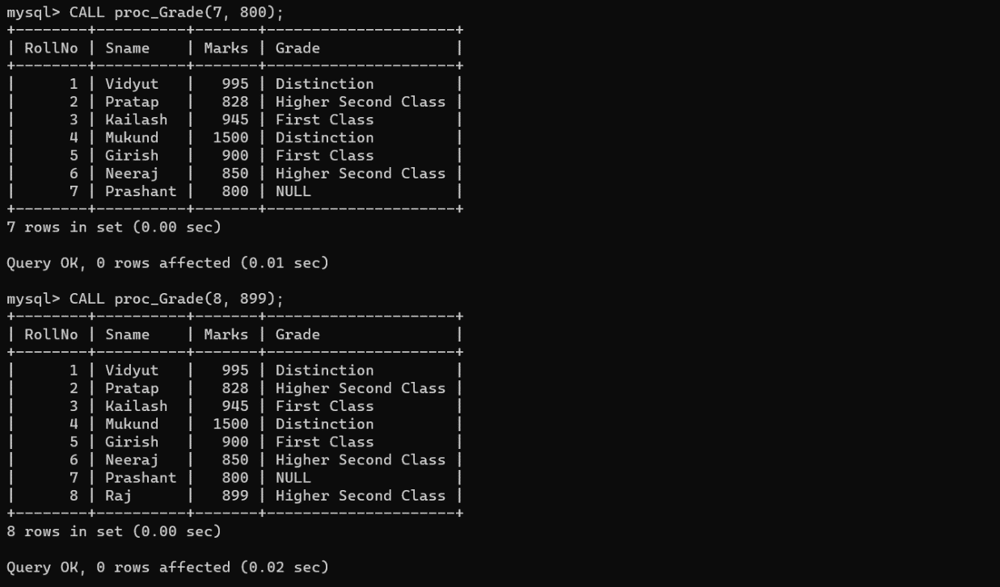 mysql> CALL proc_Grade(7, 800);
+--------+----------+-------+---------------------+
| RollNo | Sname    | Marks | Grade               |
+--------+----------+-------+---------------------+
|      1 | Vidyut   |   995 | Distinction         |
|      2 | Pratap   |   828 | Higher Second Class |
|      3 | Kailash  |   945 | First Class         |
|      4 | Mukund   |  1500 | Distinction         |
|      5 | Girish   |   900 | First Class         |
|      6 | Neeraj   |   850 | Higher Second Class |
|      7 | Prashant |   800 | NULL                |
+--------+----------+-------+---------------------+
7 rows in set (0.00 sec)

Query OK, 0 rows affected (0.01 sec)

mysql> CALL proc_Grade(8, 899);
+--------+----------+-------+---------------------+
| RollNo | Sname    | Marks | Grade               |
+--------+----------+-------+---------------------+
|      1 | Vidyut   |   995 | Distinction         |
|      2 | Pratap   |   828 | Higher Second Class |
|      3 | Kailash  |   945 | First Class         |
|      4 | Mukund   |  1500 | Distinction         |
|      5 | Girish   |   900 | First Class         |
|      6 | Neeraj   |   850 | Higher Second Class |
|      7 | Prashant |   800 | NULL                |
|      8 | Raj      |   899 | Higher Second Class |
+--------+----------+-------+---------------------+
8 rows in set (0.00 sec)

Query OK, 0 rows affected (0.02 sec)